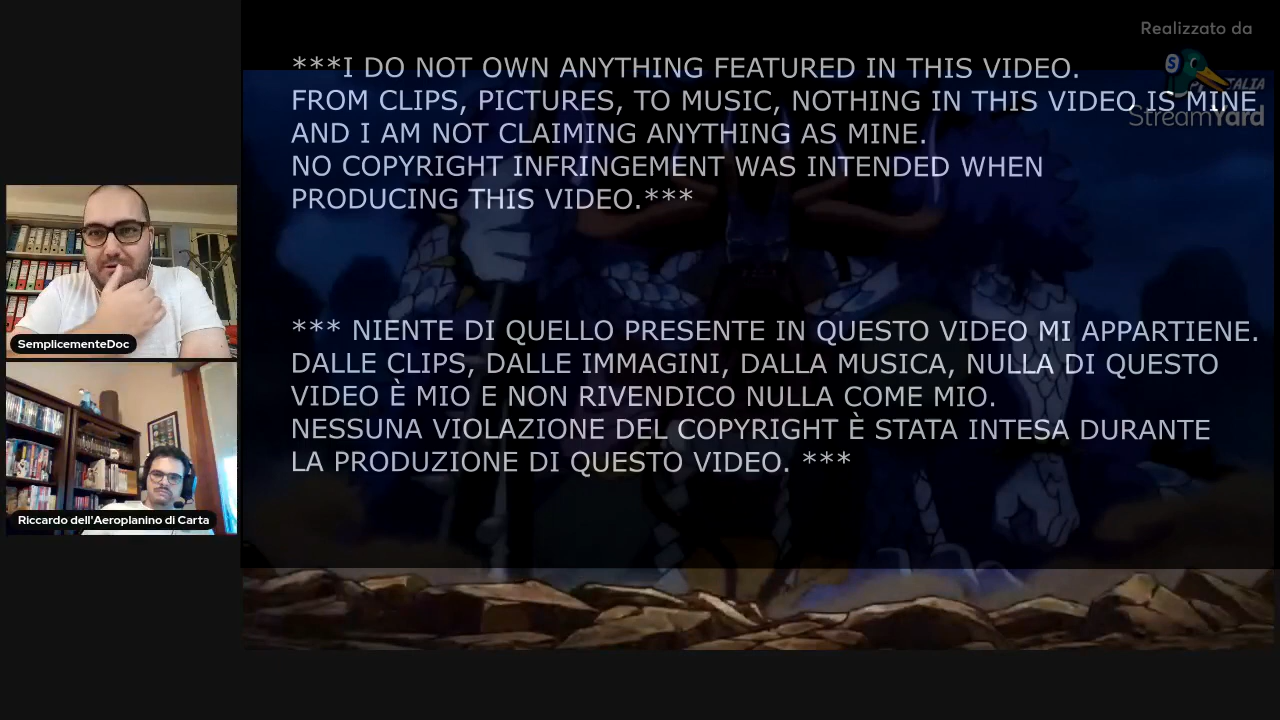 Realizzato da
***I DO NOT OWN ANYTHING FEATURED IN THIS VIDEO.
FROM CLIPS, PICTURES, TO MUSIC, NOTHING IN THIS VIDEO IS MINE
AND I AM NOT CLAIMING ANYTHING AS MINE.
NO COPYRIGHT INFRINGEMENT WAS INTENDED WHEN
PRODUCING THIS VIDEO.***
StreamYard
*** NIENTE DI QUELLO PRESENTE IN QUESTO VIDEO MI APPARTIENE.
DALLE CLIPS, DALLE IMMAGINI, DALLA MUSICA, NULLA DI QUESTO
VIDEO È MIO E NON RIVENDICO NULLA COME MIO.
NESSUNA VIOLAZIONE DEL COPYRIGHT È STATA INTESA DURANTE
LA PRODUZIONE DI QUESTO VIDEO. ***
SemplicementeDoc
Riccardo dell'Aeroplanino di Carta